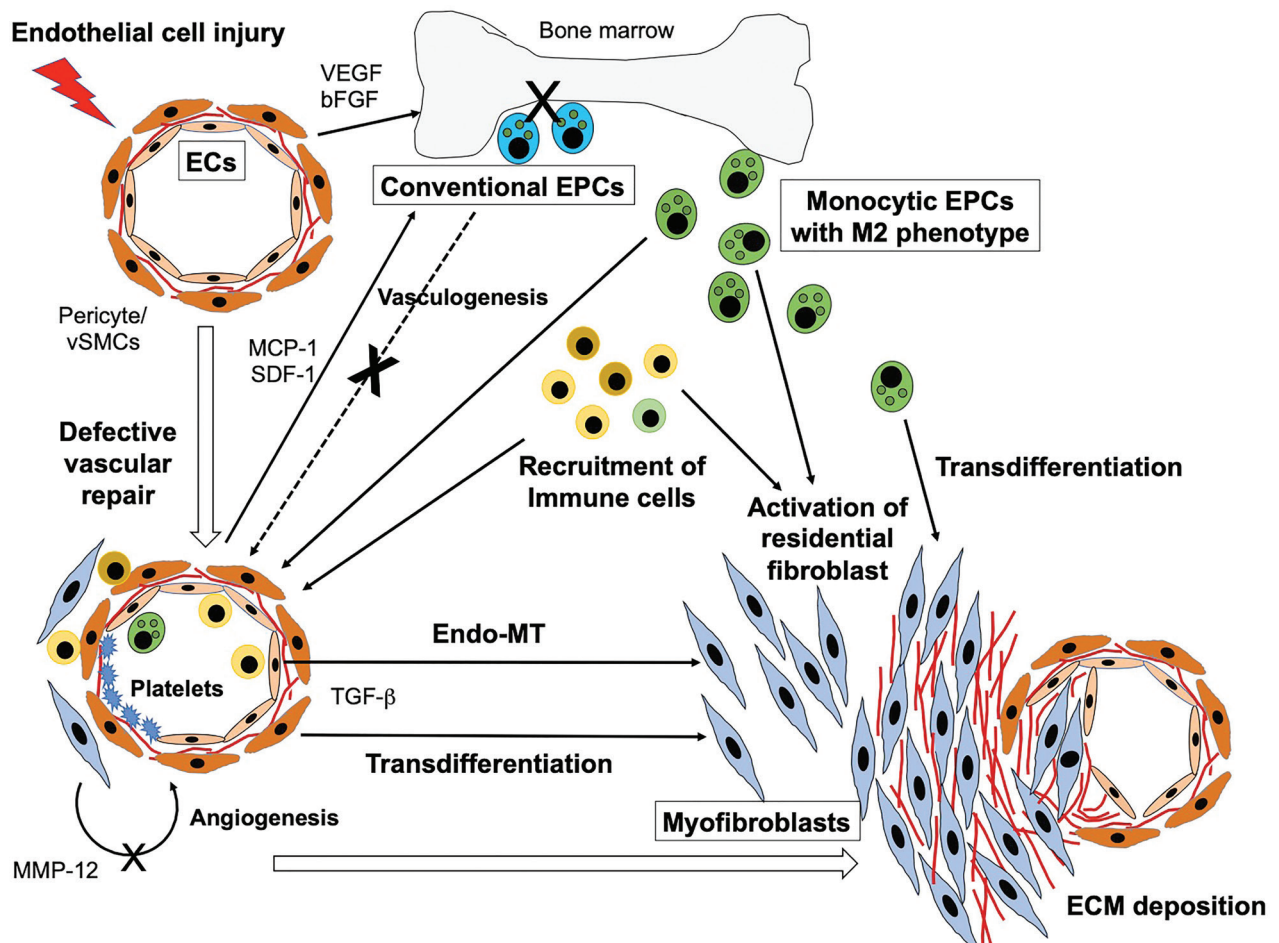 Endothelial cell injury
Bone marrow
VEGF
bFGF
ECs
X
Conventional EPCs
Monocytic EPCs
with M2 phenotype
Pericyte/
vSMCs
Vasculogenesis
MCP-1
SDF-1
X
Defective
vascular
repair
Recruitment of
Immune cells
Transdifferentiation
Activation of
residential
fibroblast
Endo-MT
Platelets
TGF-β
Transdifferentiation
Angiogenesis
Myofibroblasts
X
MMP-12
ECM deposition